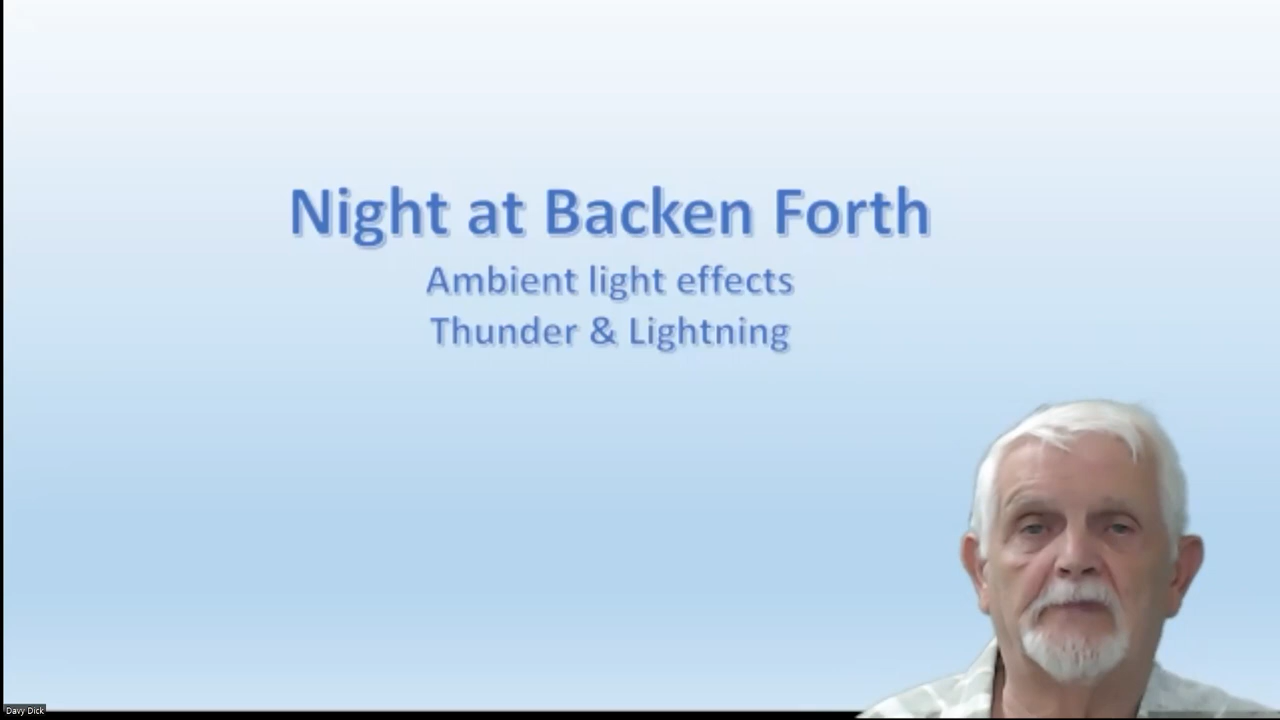 Night at Backen Forth
Ambient light effects
Thunder & Lightning
Davy Dick